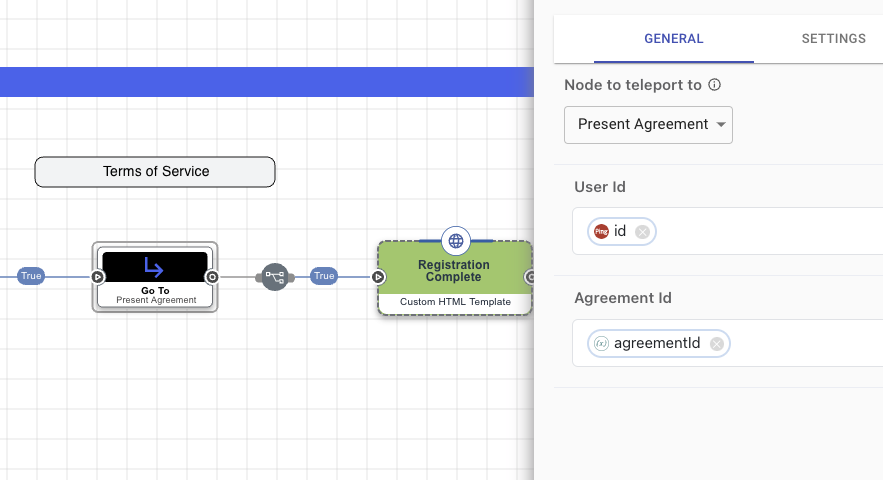 GENERAL
SETTINGS
Node to teleport to
Present Agreement
User Id
Ping id
Agreement Id
(x) agreementId
Terms of Service
True
Go To
Present Agreement
True
Registration
Complete
Custom HTML Template